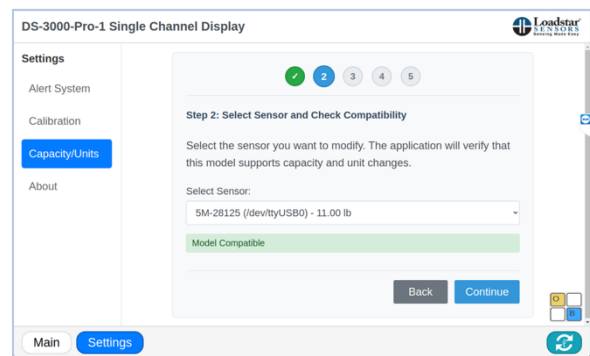 DS-3000-Pro-1 Single Channel Display
Loadstar
SENSORS
Sensing Made Easy
Settings
Alert System
Calibration
Capacity/Units
About
✓ 2 3 4 5
Step 2: Select Sensor and Check Compatibility
Select the sensor you want to modify. The application will verify that
this model supports capacity and unit changes.
Select Sensor:
5M-28125 (/dev/ttyUSB0) - 11.00 lb
Model Compatible
Back Continue
O
B
Main Settings